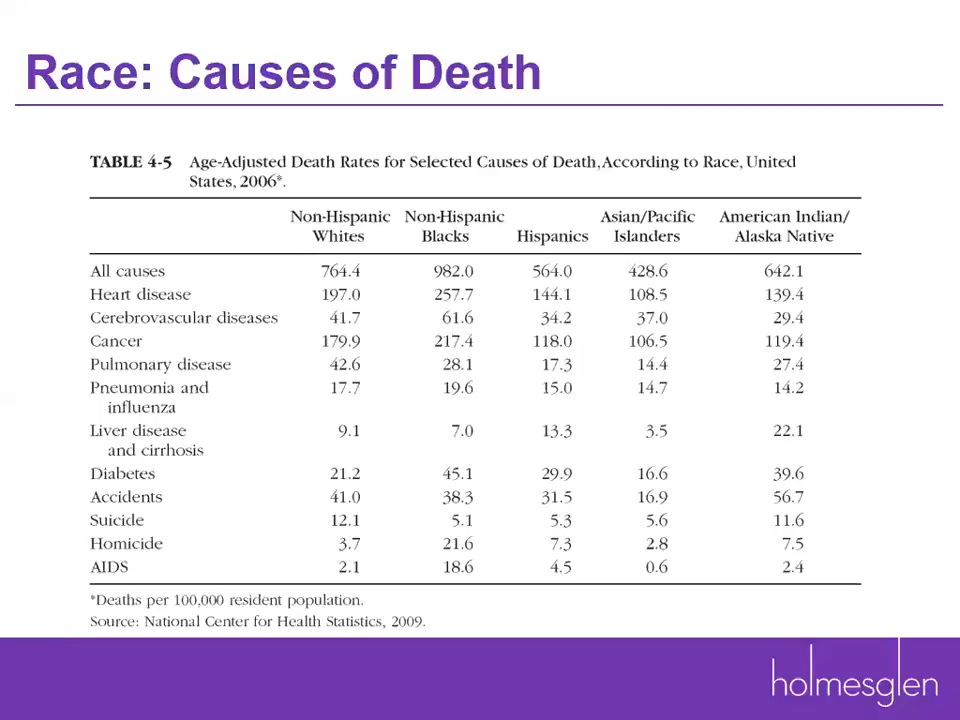 Race: Causes of Death
TABLE 4-5 Age-Adjusted Death Rates for Selected Causes of Death, According to Race, United
States, 2006*.
Non-Hispanic Non-Hispanic Asian/Pacific American Indian/
Whites Blacks Hispanics Islanders Alaska Native
All causes 764.4 982.0 564.0 428.6 642.1
Heart disease 197.0 257.7 144.1 108.5 139.4
Cerebrovascular diseases 41.7 61.6 34.2 37.0 29.4
Cancer 179.9 217.4 118.0 106.5 119.4
Pulmonary disease 42.6 28.1 17.3 14.4 27.4
Pneumonia and 17.7 19.6 15.0 14.7 14.2
influenza
Liver disease 9.1 7.0 13.3 3.5 22.1
and cirrhosis
Diabetes 21.2 45.1 29.9 16.6 39.6
Accidents 41.0 38.3 31.5 16.9 56.7
Suicide 12.1 5.1 5.3 5.6 11.6
Homicide 3.7 21.6 7.3 2.8 7.5
AIDS 2.1 18.6 4.5 0.6 2.4
*Deaths per 100,000 resident population.
Source: National Center for Health Statistics, 2009.
holmesglen